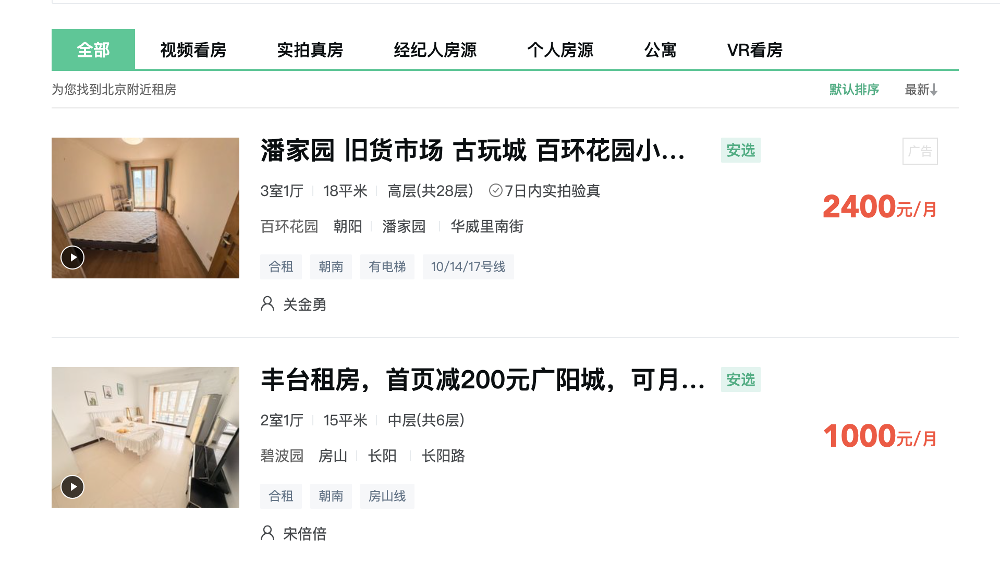 全部 视频看房 实拍真房 经纪人房源 个人房源 公寓 VR看房
为您找到北京附近租房 默认排序 最新
潘家园 旧货市场 古玩城 百环花园小... 安选 广告
3室1厅 18平米 高层(共28层) 7日内实拍验真
2400元/月
百环花园 朝阳 潘家园 华威里南街
合租 朝南 有电梯 10/14/17号线
关金勇
丰台租房，首页减200元广阳城，可月... 安选
2室1厅 15平米 中层(共6层)
1000元/月
碧波园 房山 长阳 长阳路
合租 朝南 房山线
宋倍倍